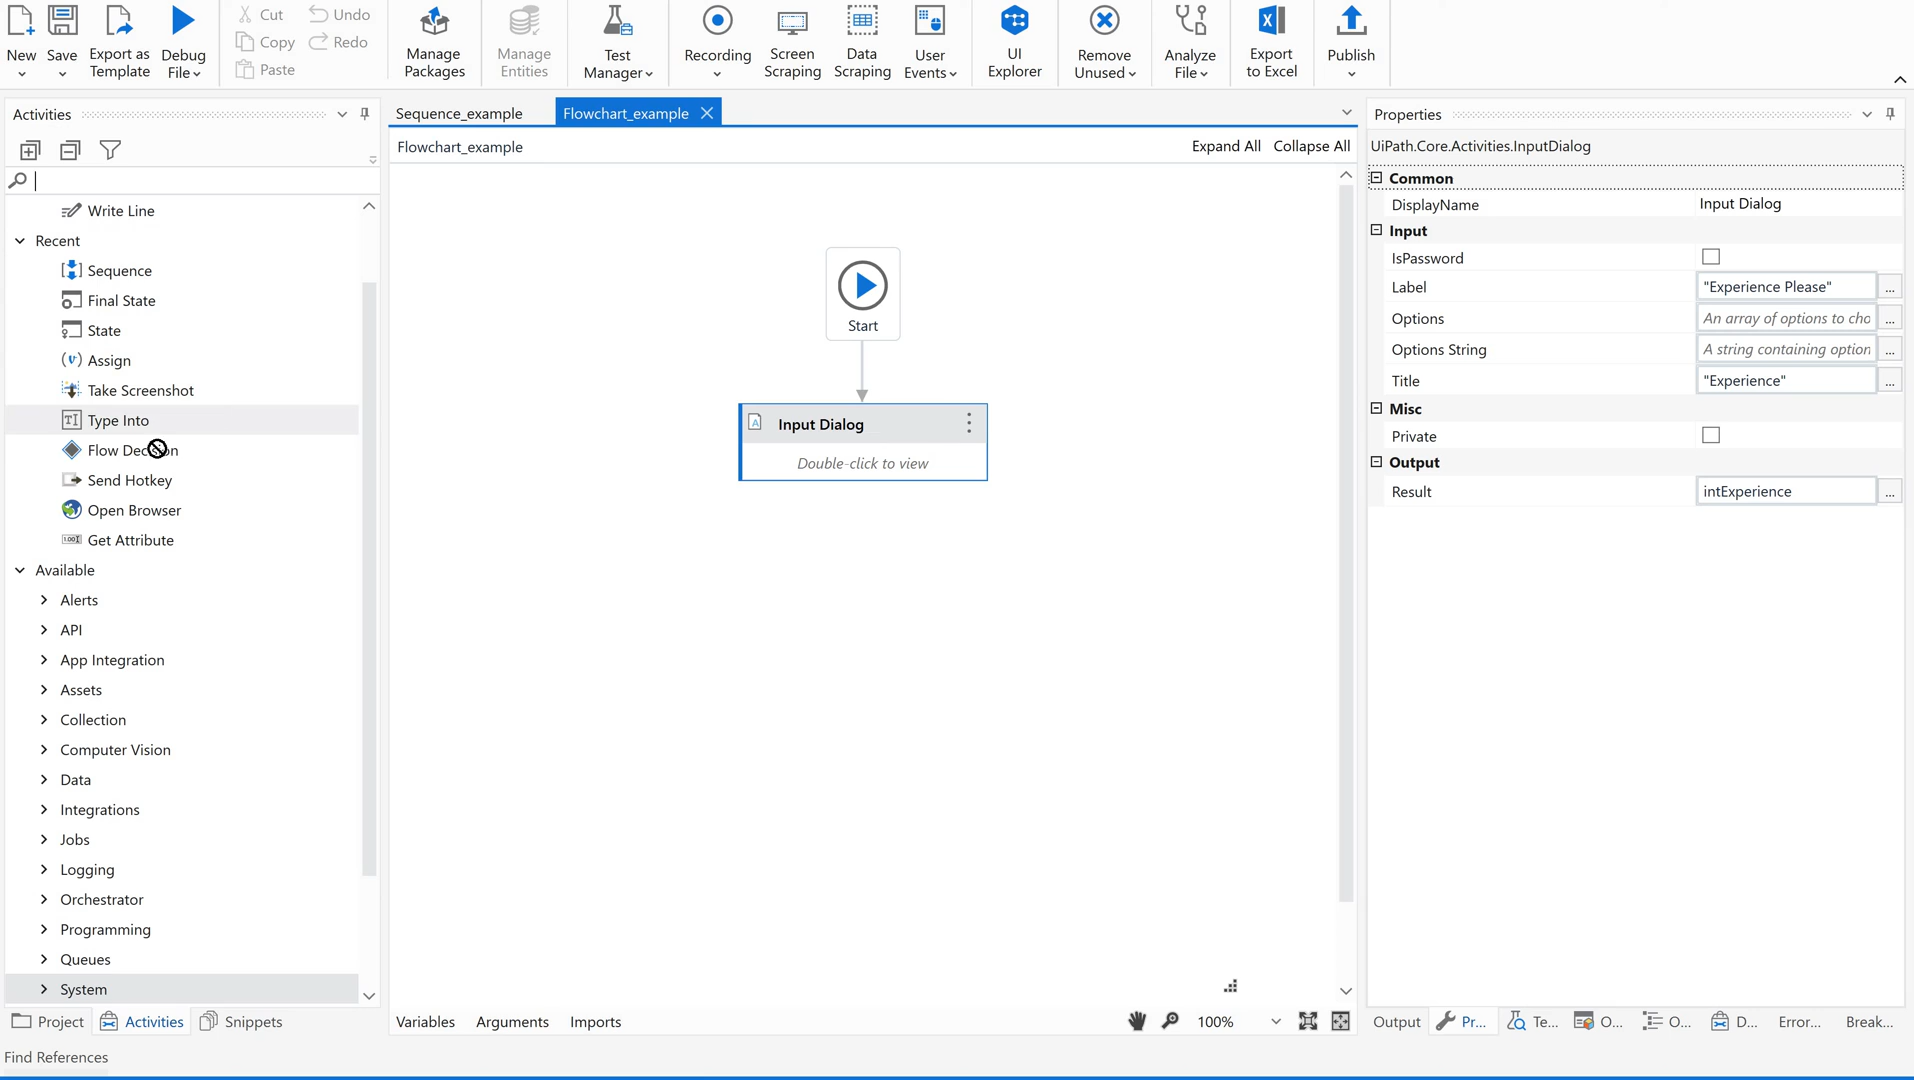 New
Save
Export as
Template
Debug
File
Cut
Copy
Paste
Undo
Redo
Manage
Packages
Manage
Entities
Test
Manager
Recording
Screen
Scraping
Data
Scraping
User
Events
UI
Explorer
Remove
Unused
Analyze
File
Export
to Excel
Publish
Activities
Write Line
Recent
Sequence
Final State
State
Assign
Take Screenshot
Type Into
Flow Decision
Send Hotkey
Open Browser
Get Attribute
Available
Alerts
API
App Integration
Assets
Collection
Computer Vision
Data
Integrations
Jobs
Logging
Orchestrator
Programming
Queues
System
Project
Activities
Snippets
Find References
Sequence_example
Flowchart_example
Flowchart_example
Expand All
Collapse All
Start
Input Dialog
Double-click to view
Variables
Arguments
Imports
100%
Properties
UiPath.Core.Activities.InputDialog
Common
DisplayName
Input Dialog
Input
IsPassword
Label
"Experience Please"
...
Options
An array of options to cho
...
Options String
A string containing option
...
Title
"Experience"
...
Misc
Private
Output
Result
intExperience
...
Output
Pr...
Te...
O...
O...
D...
Error...
Break...